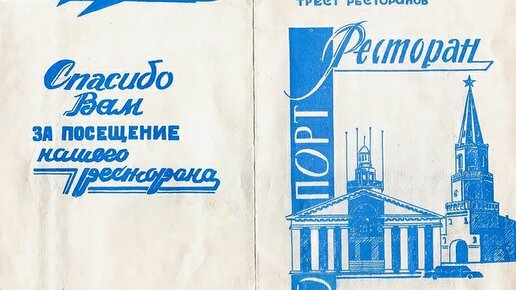 Спасибо
Вам
ЗА ПОСЕЩЕНИЕ
нашего
ресторана
ТРЕСТ РЕСТОРАНОВ
Ресторан
ПОРТ